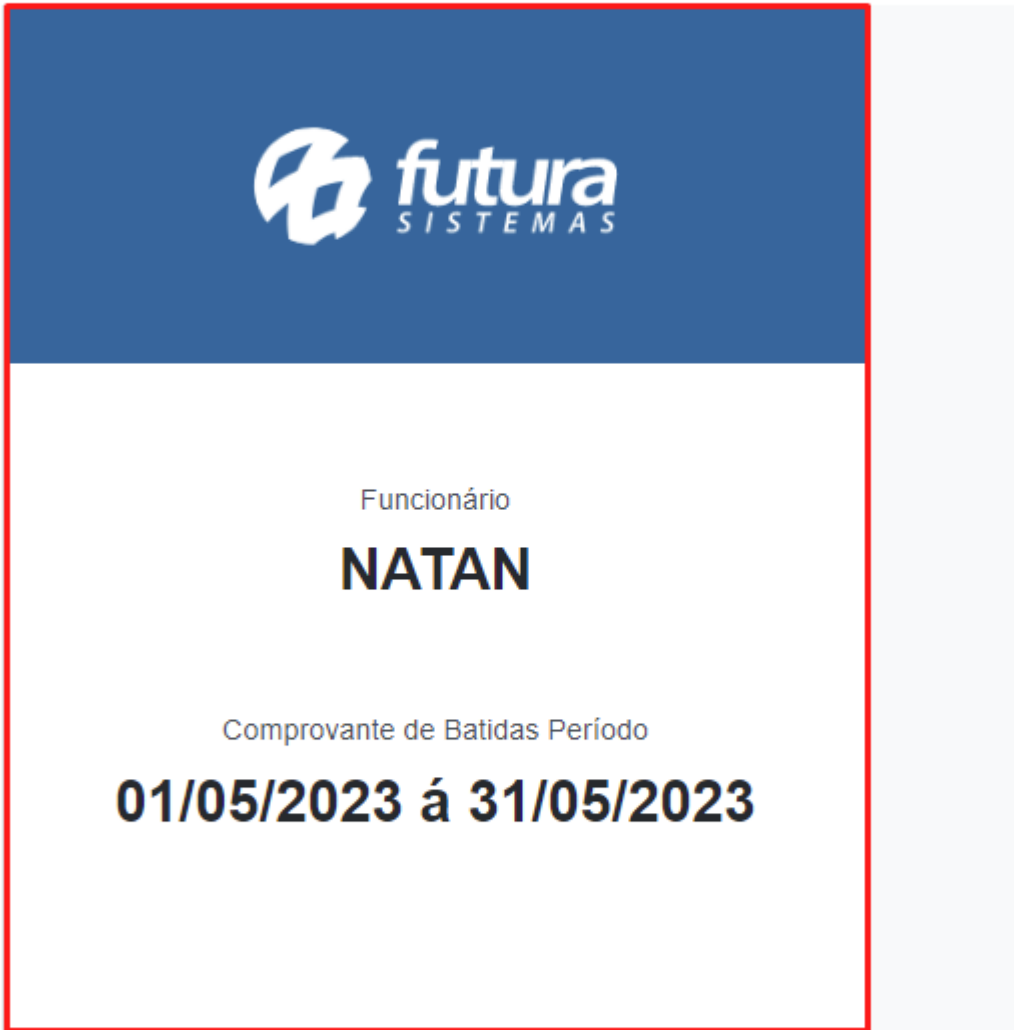 futura
SISTEMAS
Funcionário
NATAN
Comprovante de Batidas Período
01/05/2023 á 31/05/2023